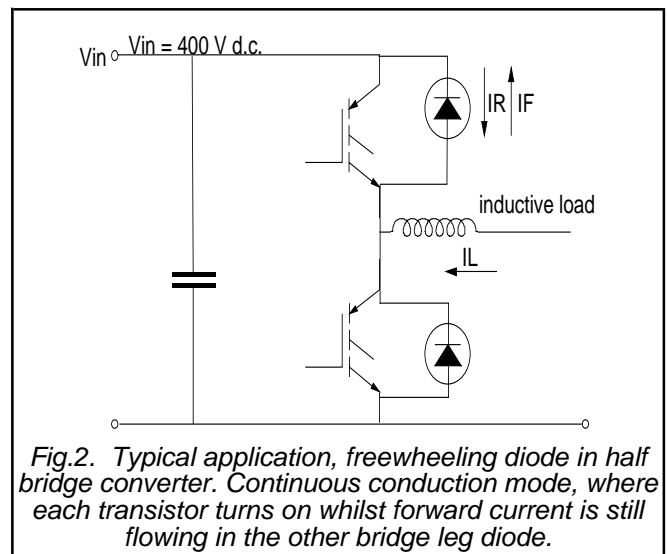 Vin = 400 V d.c.
Vin
IR IF
inductive load
IL
Fig.2. Typical application, freewheeling diode in half
bridge converter. Continuous conduction mode, where
each transistor turns on whilst forward current is still
flowing in the other bridge leg diode.